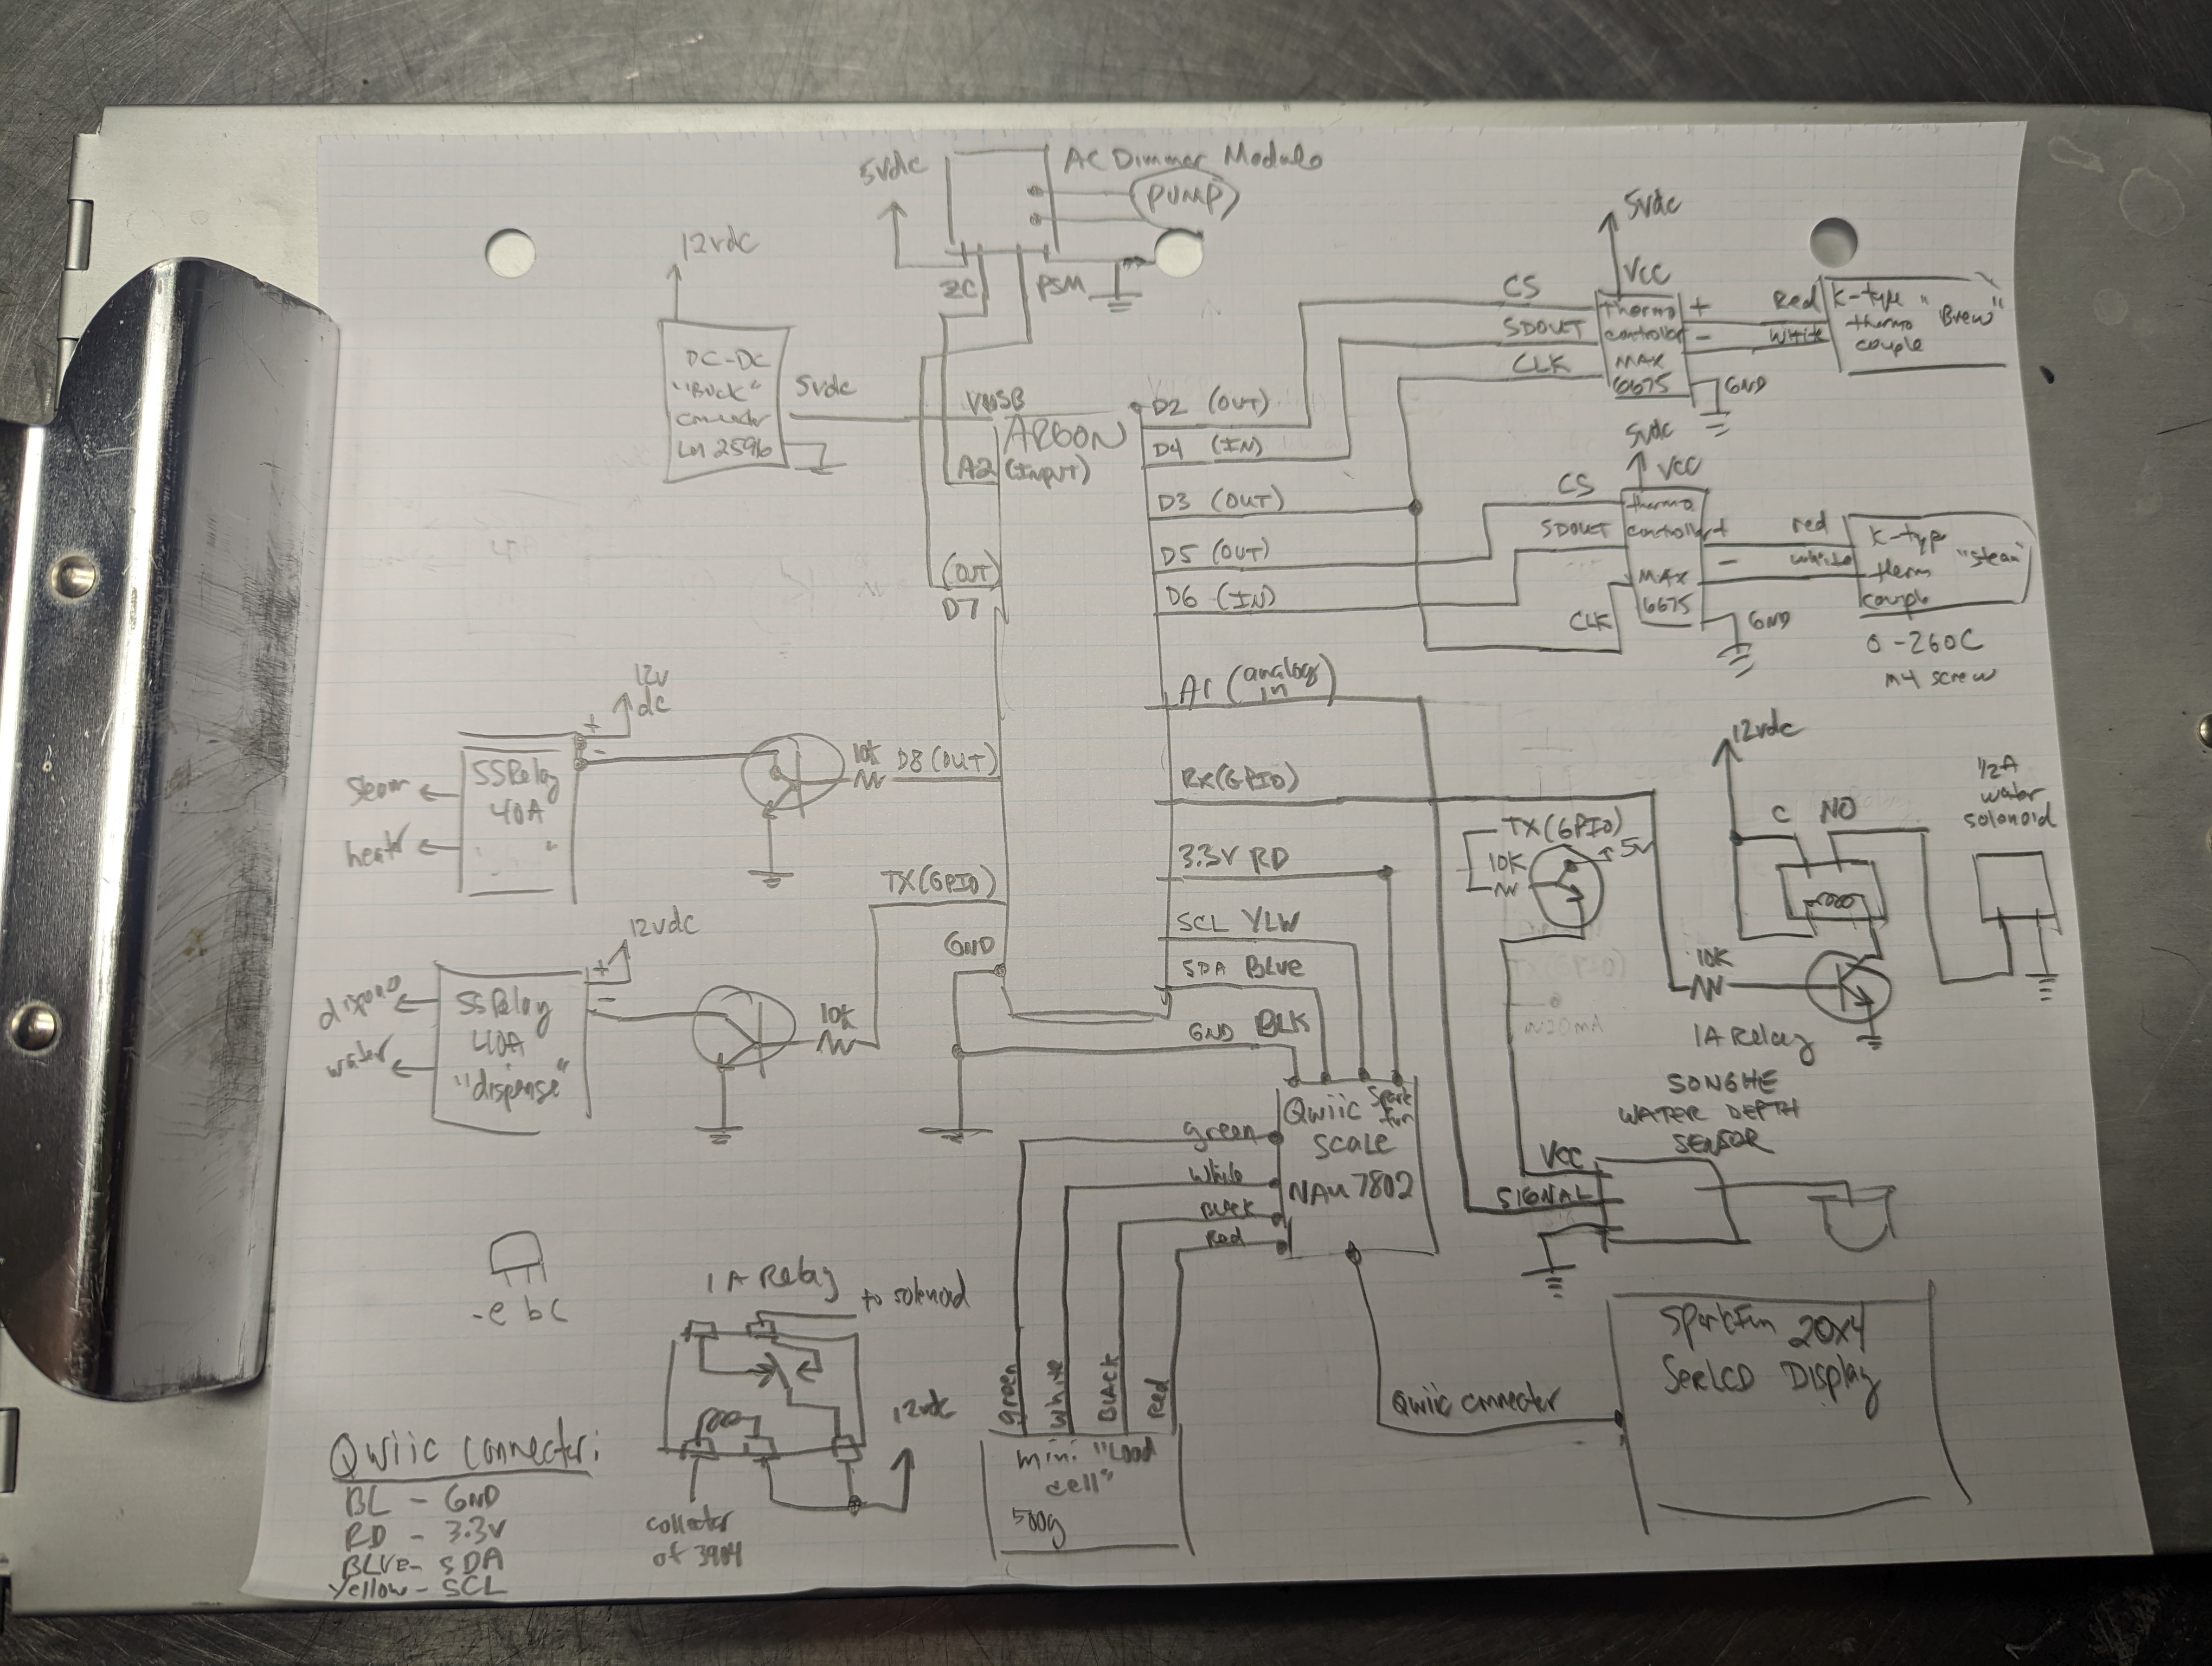 5vdc
AC Dimmer Module
PUMP
ZC
PSM
12vdc
DC-DC
"Buck"
LM 2596
5vdc
VUSB
ARGON
A2 (INPUT)
(OUT)
D7
D2 (OUT)
D4 (IN)
D3 (OUT)
D5 (OUT)
D6 (IN)
A1 (analog in)
RX (GPIO)
3.3V RD
SCL YLW
SDA BLUE
GND BLK
5vdc
VCC
CS
SDOUT
CLK
thermo
controller
MAX
6675
+
-
GND
Red
White
K-type "Brew"
thermo
couple
5vdc
VCC
CS
SDOUT
CLK
thermo
controller
MAX
6675
+
-
GND
red
white
K-typ
therm
couple
0-260C
M4 screw
12v
dc
+
-
SSRelay
40A
steam
heatr
10K
D8 (OUT)
TX (GPIO)
GND
12vdc
+
-
SSRelay
40A
"dispense"
water
10K
TX (GPIO)
10K
5v
12vdc
C
NO
1/2A
water
solonoid
10K
1A Relay
SONGHE
WATER DEPTH
SENSOR
VCC
SIGNAL
Qwiic
Spark
fun
Scale
NAU 7802
green
White
Black
Red
green
white
BLACK
Red
mini "Load
cell"
500g
Qwiic connector
SparkFun 20x4
SerLCD Display
-e b c
1A Relay
to solenoid
12vdc
collector
of 3904
Qwiic Connector:
BL - GND
RD - 3.3V
BLUE - SDA
Yellow - SCL